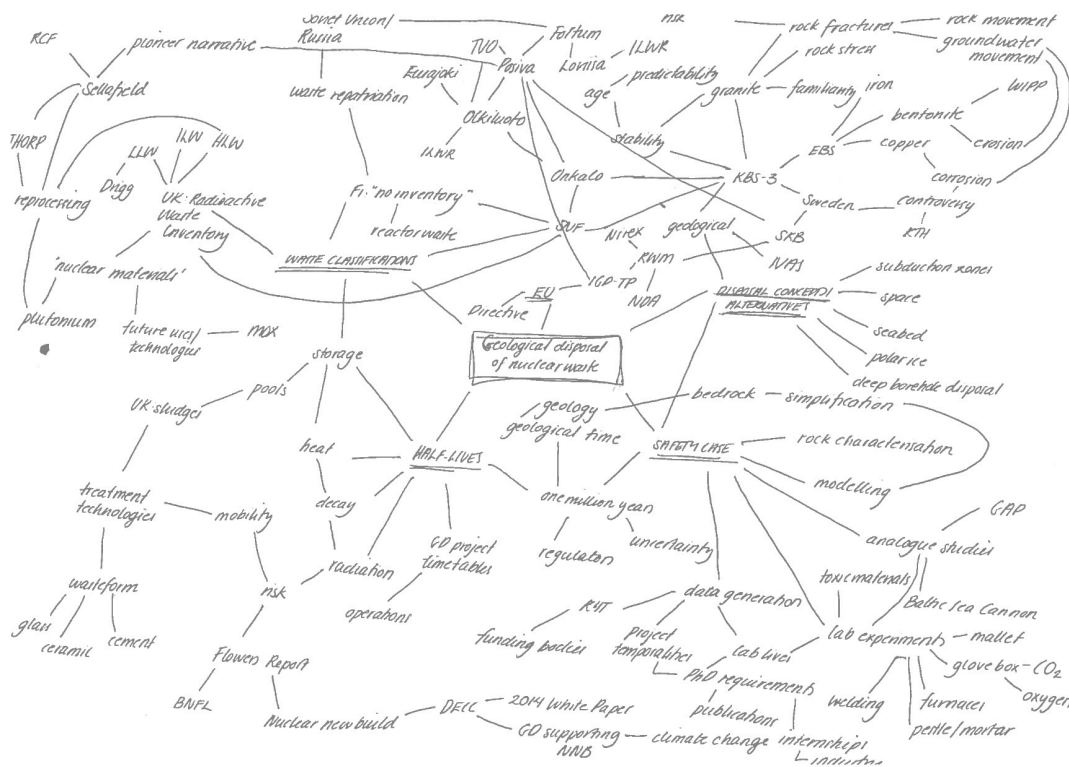 RCF
pioneer narrative
Soviet Union/
Russia
TVO
Posiva
Fortum
Loviisa
ILWR
risk
rock fractures
rock movement
groundwater
movement
rock stress
Sellafield
waste repatriation
Eurajoki
Olkiluoto
ILWR
age
predictability
stability
granite
familiarity
iron
bentonite
WIPP
erosion
EBS
copper
corrosion
THORP
reprocessing
LLW
ILW
HLW
Drigg
UK: Radioactive
Waste
Inventory
Fi: "no inventory"
reactor waste
Onkalo
SNF
KBS-3
Sweden
controversy
KTH
SKB
IVA)
geological
Nirex
RWM
NDA
IGD-TP
EU
Directive
WASTE CLASSIFICATIONS
"nuclear materials"
plutonium
future uses/
technologies
MOX
DISPOSAL CONCEPT)
ALTERNATIVES
subduction zones
space
seabed
polar ice
deep borehole disposal
Geological disposal
of nuclear waste
storage
pools
UK: sludges
heat
HALF-LIVES
geology
geological time
bedrock
simplification
SAFETY CASE
rock characterisation
modelling
decay
one million years
regulators
uncertainty
GD project
timetables
operations
treatment
technologies
mobility
risk
radiation
wasteform
glass
ceramic
cement
analogue studies
GAP
toxic materials
Baltic Sea Cannon
data generation
KYT
funding bodies
project
temporalities
lab lives
lab experiments
mallet
glovebox
CO₂
oxygen
furnaces
pestle/mortar
welding
PhD requirements
publications
internships
industry
Flowers Report
BNFL
Nuclear new build
DECC
2014 White Paper
GD supporting
NNB
climate change